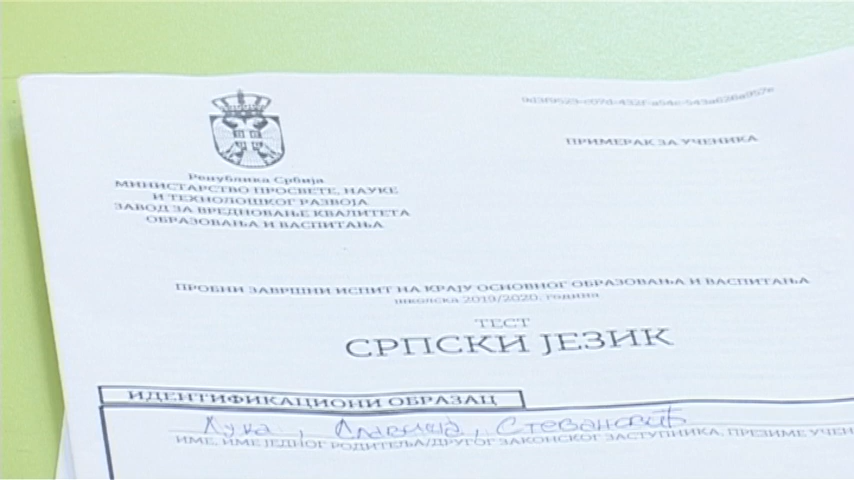 ПРИМЕРАК ЗА УЧЕНИКА
Република Србија
МИНИСТАРСТВО ПРОСВЕТЕ, НАУКЕ
И ТЕХНОЛОШКОГ РАЗВОЈА
ЗАВОД ЗА ВРЕДНОВАЊЕ КВАЛИТЕТА
ОБРАЗОВАЊА И ВАСПИТАЊА
ПРОБНИ ЗАВРШНИ ИСПИТ НА КРАЈУ ОСНОВНОГ ОБРАЗОВАЊА И ВАСПИТАЊА
школска 2019/2020. година
ТЕСТ
СРПСКИ ЈЕЗИК
ИДЕНТИФИКАЦИОНИ ОБРАЗАЦ
Лука, Славиша, Стевановић
ИМЕ, ИМЕ ЈЕДНОГ РОДИТЕЉА/ДРУГОГ ЗАКОНСКОГ ЗАСТУПНИКА, ПРЕЗИМЕ УЧЕН